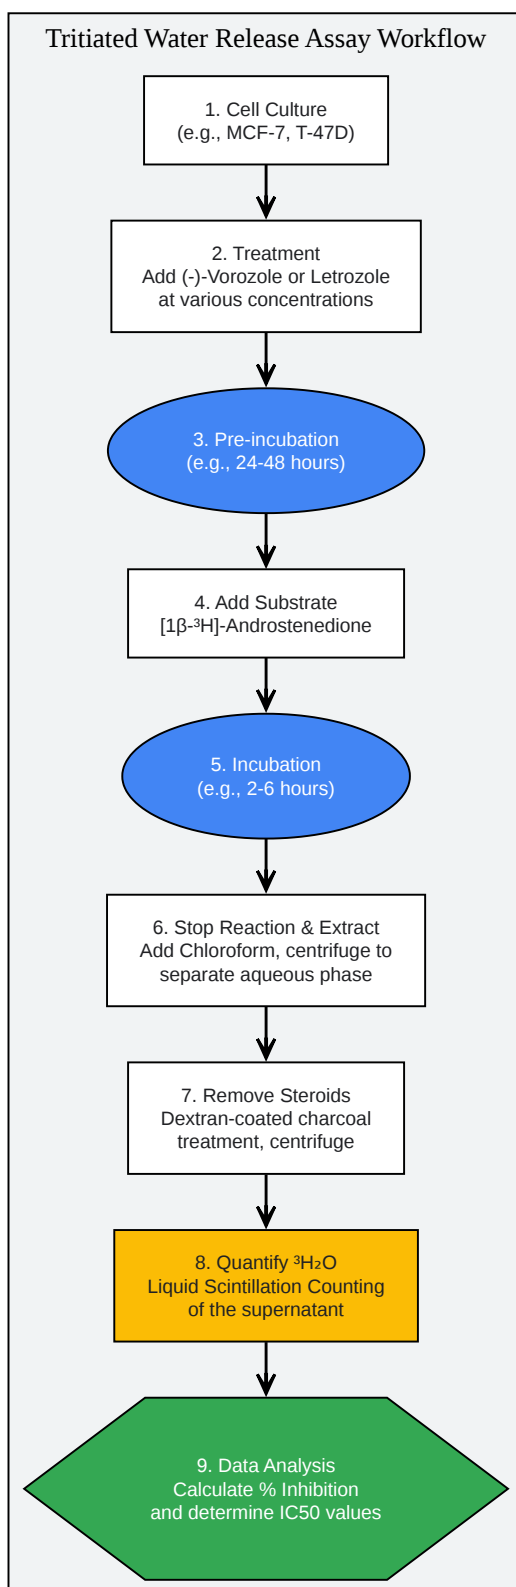 Tritiated Water Release Assay Workflow
1. Cell Culture
(e.g., MCF-7, T-47D)
2. Treatment
Add (-)-Vorozole or Letrozole
at various concentrations
3. Pre-incubation
(e.g., 24-48 hours)
4. Add Substrate
[1β-³H]-Androstenedione
5. Incubation
(e.g., 2-6 hours)
6. Stop Reaction & Extract
Add Chloroform, centrifuge to
separate aqueous phase
7. Remove Steroids
Dextran-coated charcoal
treatment, centrifuge
8. Quantify ³H₂O
Liquid Scintillation Counting
of the supernatant
9. Data Analysis
Calculate % Inhibition
and determine IC50 values